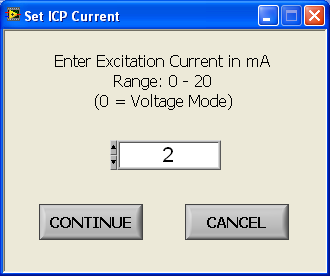 Set ICP Current
Enter Excitation Current in mA
Range: 0 - 20
(0 = Voltage Mode)
2
CONTINUE
CANCEL